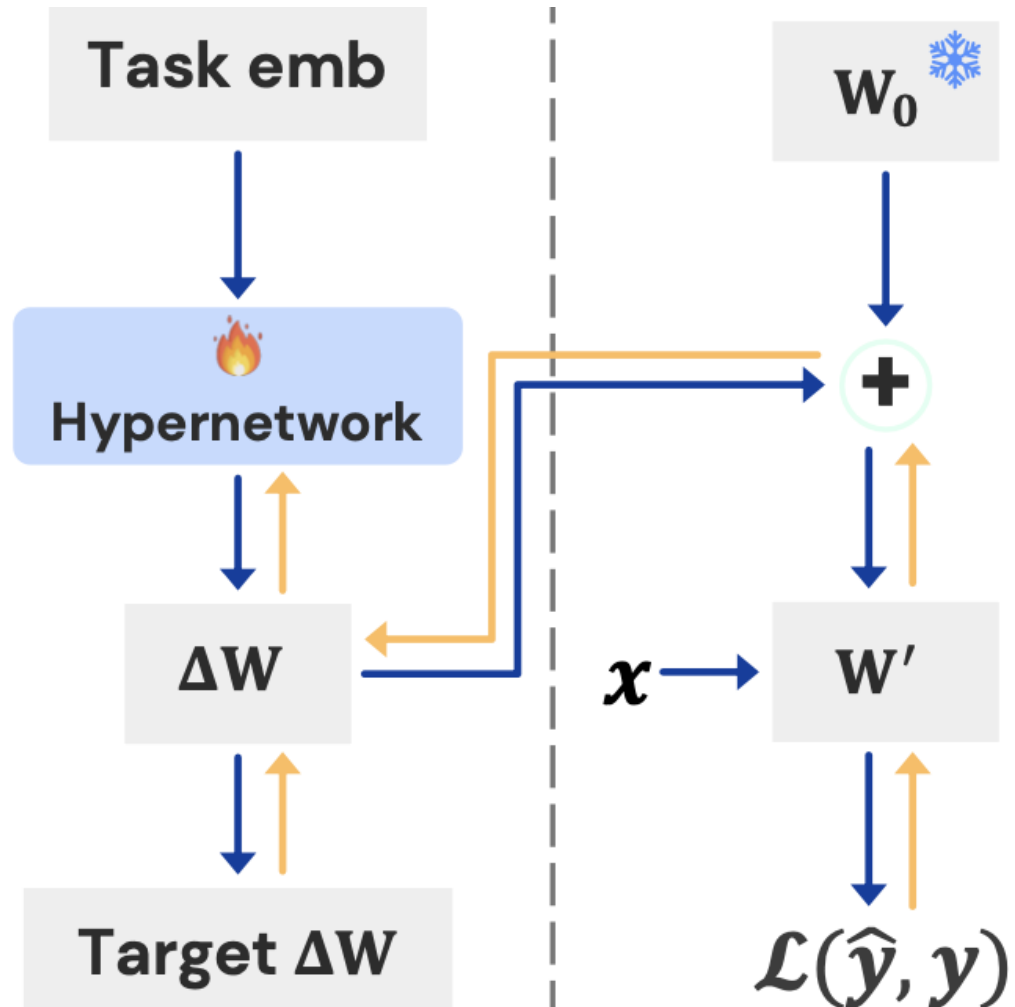 Task emb
Hypernetwork
ΔW
Target ΔW
W₀
+
x
W′
ℒ(ŷ, y)